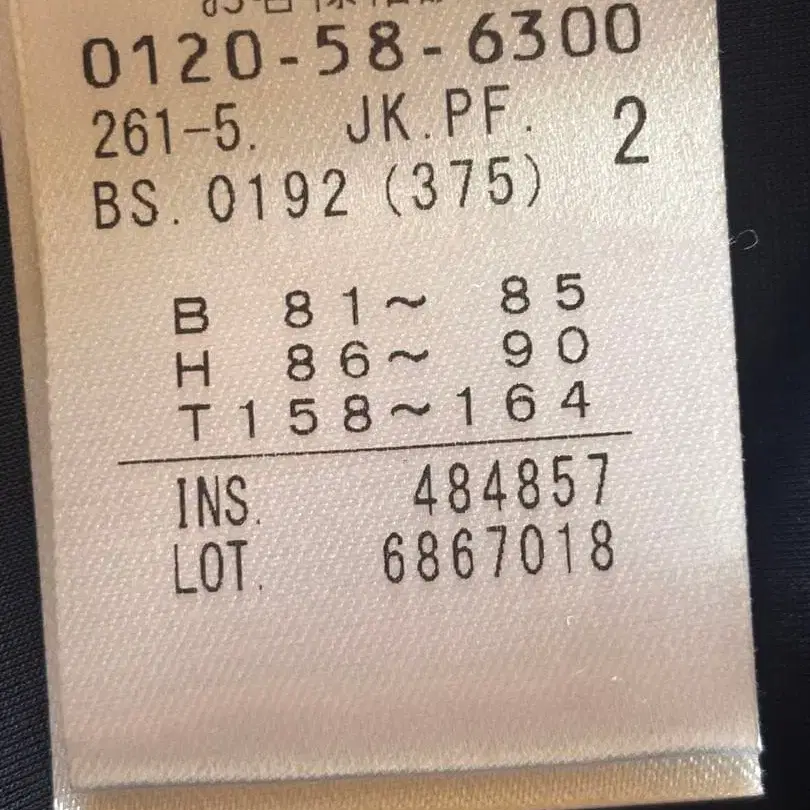 0120-58-6300
261-5. JK.PF. 2
BS. 0192 (375)
B 81~ 85
H 86~ 90
T158~164
INS. 484857
LOT. 6867018